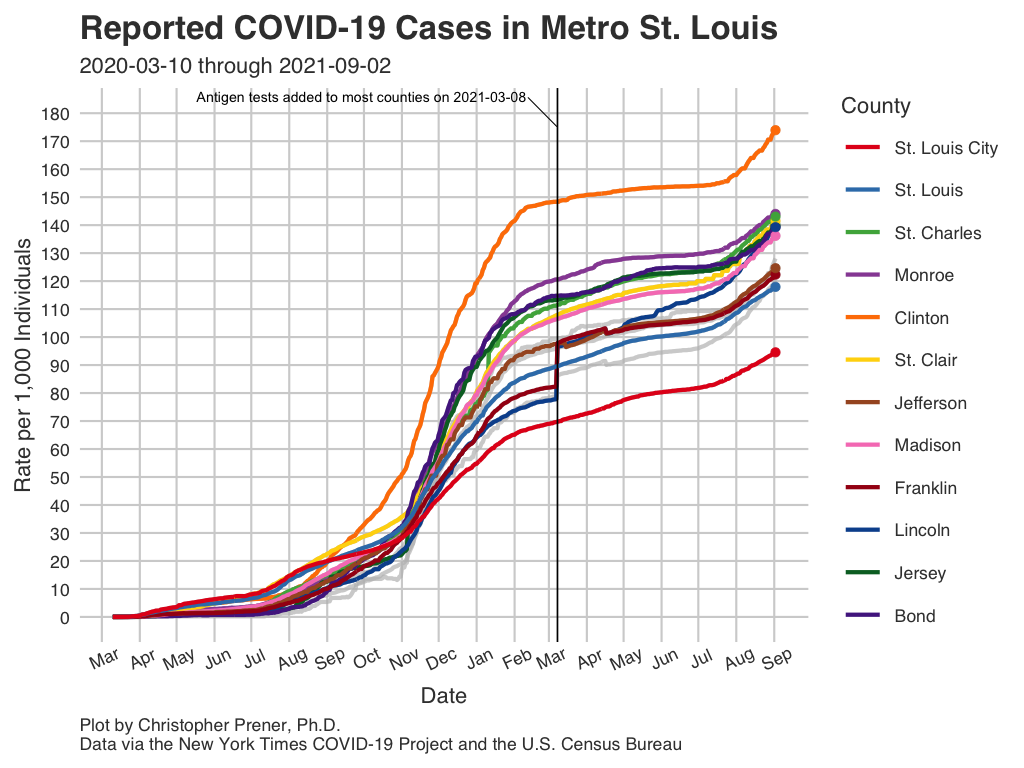 Reported COVID-19 Cases in Metro St. Louis
2020-03-10 through 2021-09-02
Antigen tests added to most counties on 2021-03-08
180
170
160
150
140
130
120
110
100
90
80
70
60
50
40
30
20
10
0
Rate per 1,000 Individuals
Mar Apr May Jun Jul Aug Sep Oct Nov Dec Jan Feb Mar Apr May Jun Jul Aug Sep
Date
County
St. Louis City
St. Louis
St. Charles
Monroe
Clinton
St. Clair
Jefferson
Madison
Franklin
Lincoln
Jersey
Bond
Plot by Christopher Prener, Ph.D.
Data via the New York Times COVID-19 Project and the U.S. Census Bureau